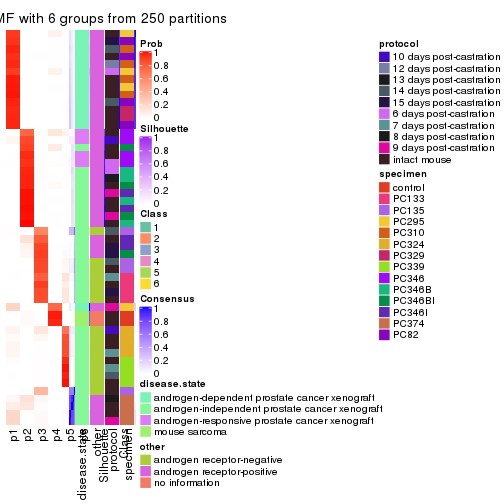 MF with 6 groups from 250 partitions
Prob
1
0.8
0.6
0.4
0.2
0
Silhouette
1
0.8
0.6
0.4
0.2
0
Class
1
2
3
4
5
6
Consensus
1
0.8
0.6
0.4
0.2
0
disease.state
androgen-dependent prostate cancer xenograft
androgen-independent prostate cancer xenograft
androgen-responsive prostate cancer xenograft
mouse sarcoma
other
androgen receptor-negative
androgen receptor-positive
no information
protocol
10 days post-castration
12 days post-castration
13 days post-castration
14 days post-castration
15 days post-castration
6 days post-castration
7 days post-castration
8 days post-castration
9 days post-castration
intact mouse
specimen
control
PC133
PC135
PC295
PC310
PC324
PC329
PC339
PC346
PC346B
PC346BI
PC346I
PC374
PC82
p1
p2
p3
p4
p5
disease.state
other
Silhouette
protocol
Class
specimen